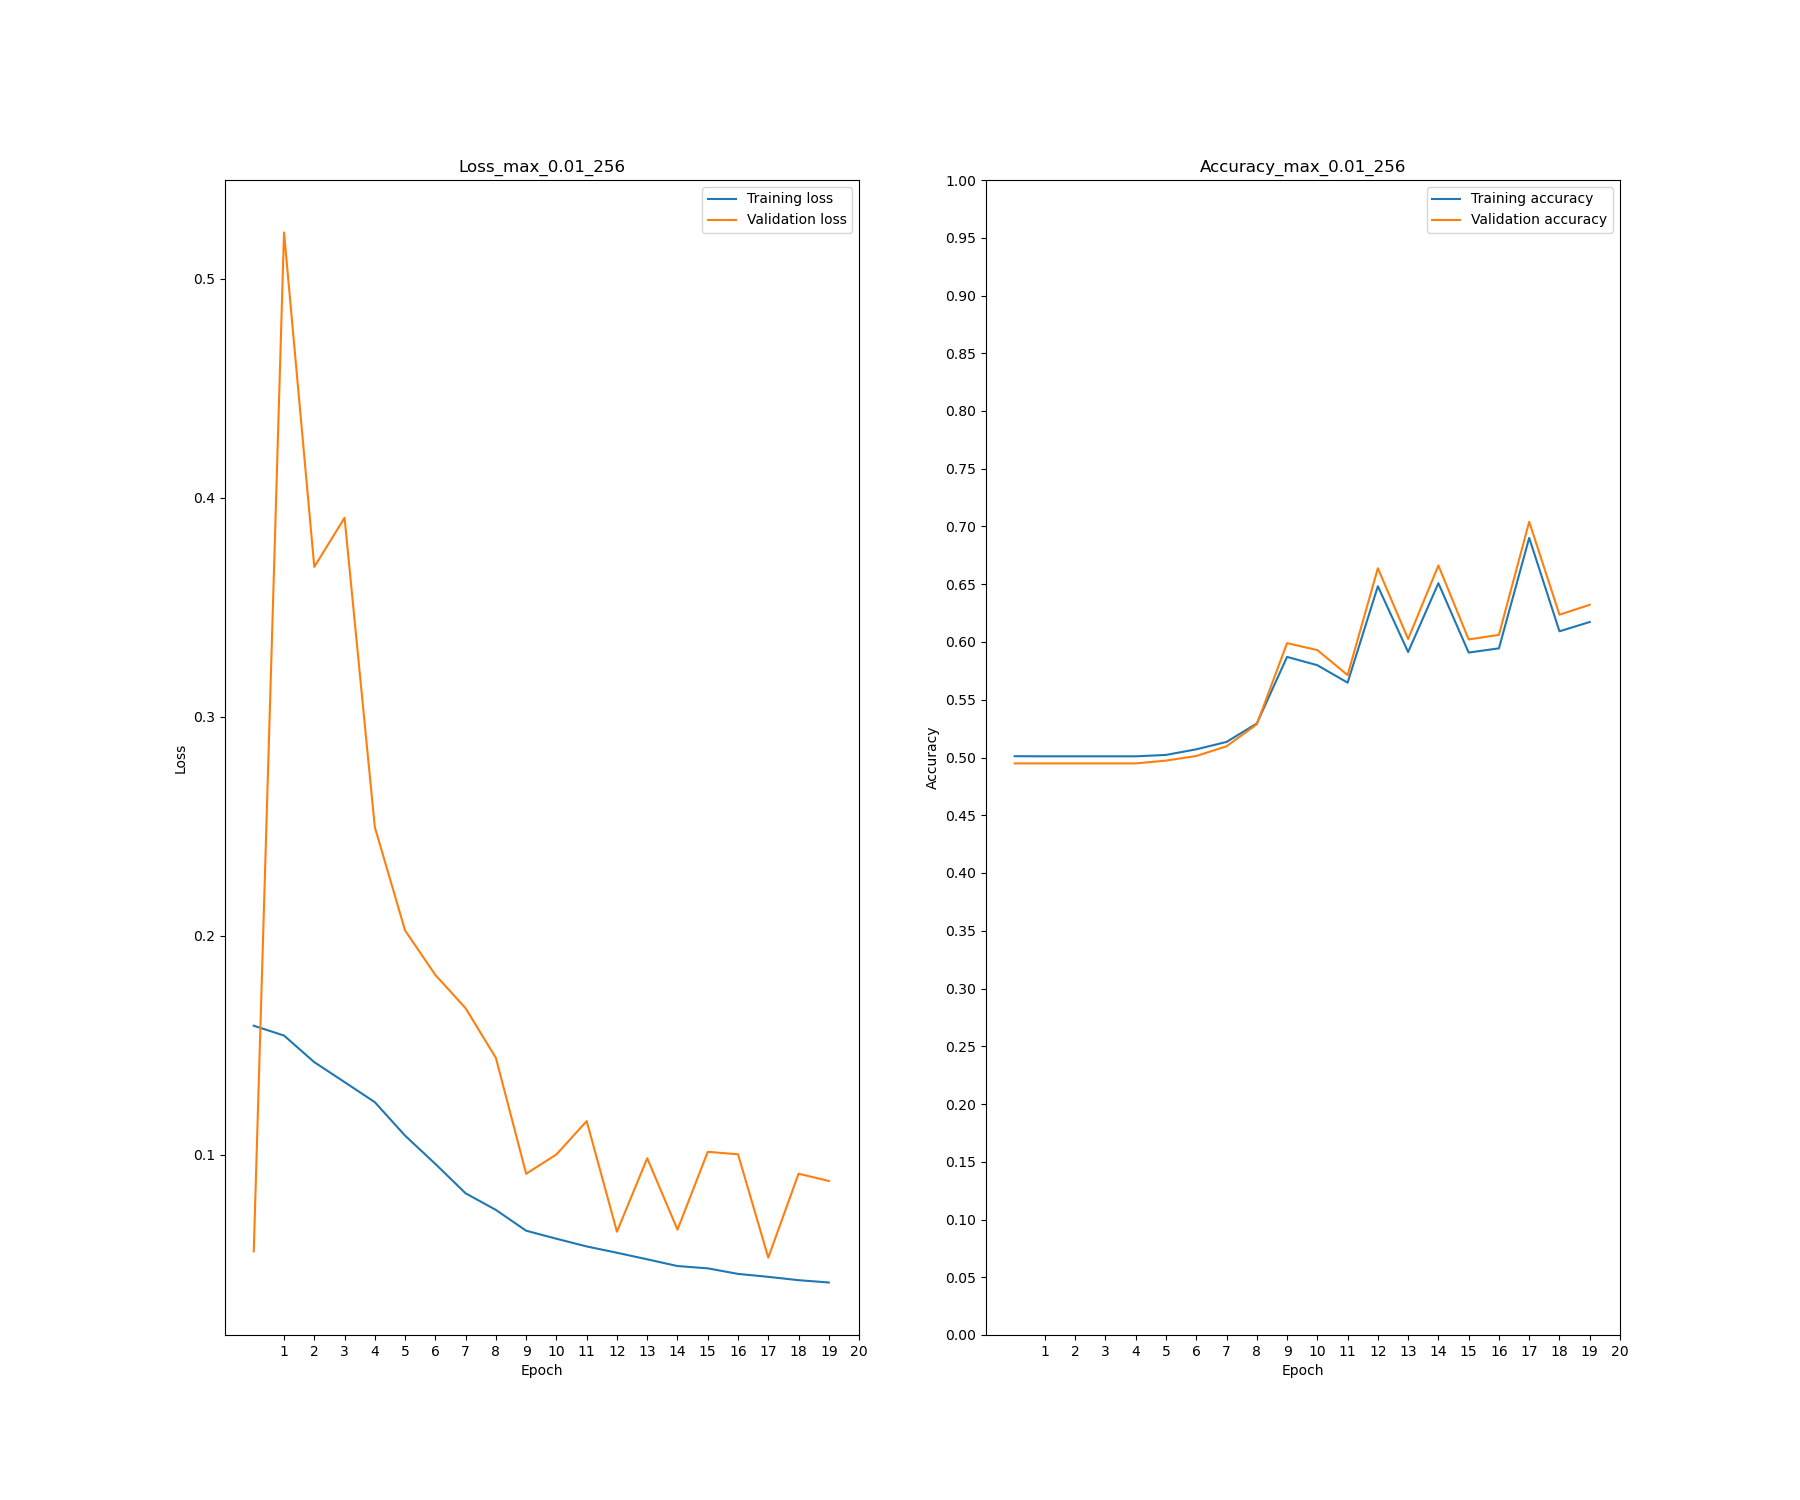 Loss_max_0.01_256
Training loss
Validation loss
0.5
0.4
0.3
0.2
0.1
Loss
1 2 3 4 5 6 7 8 9 10 11 12 13 14 15 16 17 18 19 20
Epoch
Accuracy_max_0.01_256
Training accuracy
Validation accuracy
1.00
0.95
0.90
0.85
0.80
0.75
0.70
0.65
0.60
0.55
0.50
0.45
0.40
0.35
0.30
0.25
0.20
0.15
0.10
0.05
0.00
Accuracy
1 2 3 4 5 6 7 8 9 10 11 12 13 14 15 16 17 18 19 20
Epoch